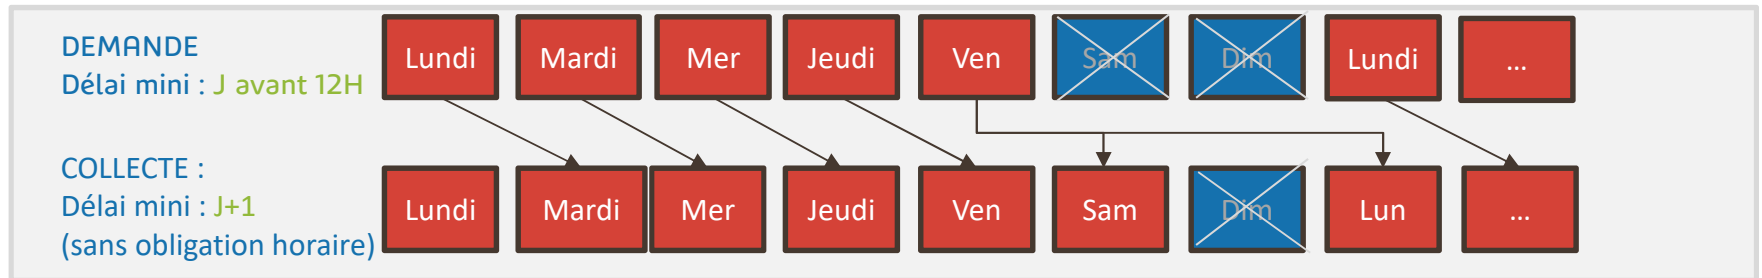 DEMANDE
Délai mini : J avant 12H
Lundi Mardi Mer Jeudi Ven Sam Dim Lundi ...
COLLECTE :
Délai mini : J+1
(sans obligation horaire)
Lundi Mardi Mer Jeudi Ven Sam Dim Lun ...